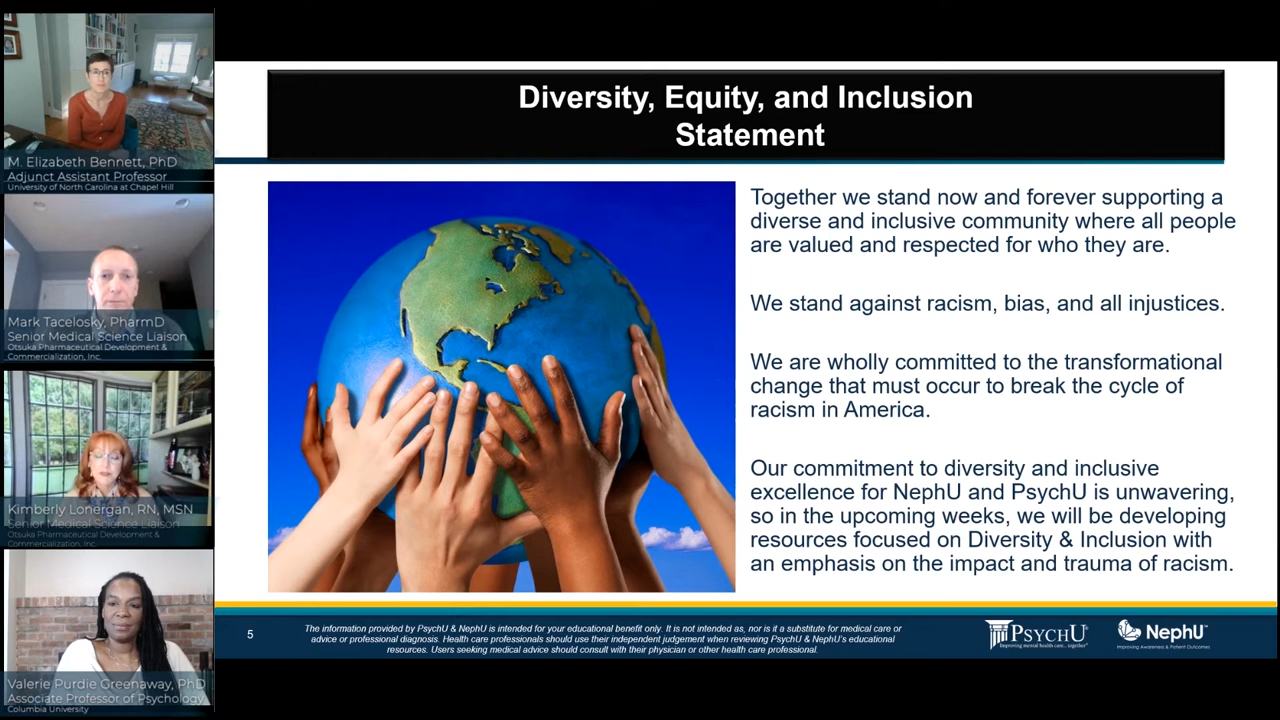 M. Elizabeth Bennett, PhD
Adjunct Assistant Professor
University of North Carolina at Chapel Hill
Mark Tacelosky, PharmD
Senior Medical Science Liaison
Otsuka Pharmaceutical Development &
Commercialization, Inc.
Kimberly Lonergan, RN, MSN
Senior Medical Science Liaison
Otsuka Pharmaceutical Development &
Commercialization, Inc.
Valerie Purdie Greenaway, PhD
Associate Professor of Psychology
Columbia University
Diversity, Equity, and Inclusion
Statement
Together we stand now and forever supporting a
diverse and inclusive community where all people
are valued and respected for who they are.
We stand against racism, bias, and all injustices.
We are wholly committed to the transformational
change that must occur to break the cycle of
racism in America.
Our commitment to diversity and inclusive
excellence for NephU and PsychU is unwavering,
so in the upcoming weeks, we will be developing
resources focused on Diversity & Inclusion with
an emphasis on the impact and trauma of racism.
5
The information provided by PsychU & NephU is intended for your educational benefit only. It is not intended as, nor is it a substitute for medical care or
advice or professional diagnosis. Health care professionals should use their independent judgement when reviewing PsychU & NephU's educational
resources. Users seeking medical advice should consult with their physician or other health care professional.
PSYCHU®
Improving mental health care... together®
NephU™
Improving Awareness & Patient Outcomes